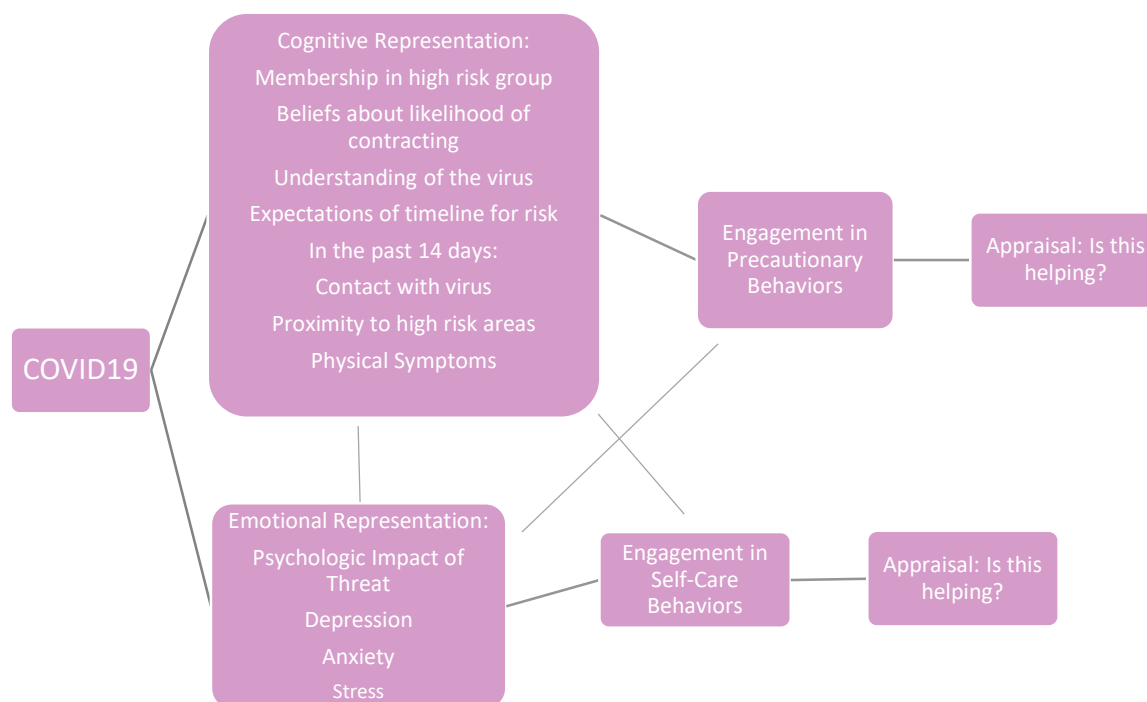 COVID19
Cognitive Representation:
Membership in high risk group
Beliefs about likelihood of
contracting
Understanding of the virus
Expectations of timeline for risk
In the past 14 days:
Contact with virus
Proximity to high risk areas
Physical Symptoms
Engagement in
Precautionary
Behaviors
Appraisal: Is this
helping?
Emotional Representation:
Psychologic Impact of
Threat
Depression
Anxiety
Stress
Engagement in
Self-Care
Behaviors
Appraisal: Is this
helping?